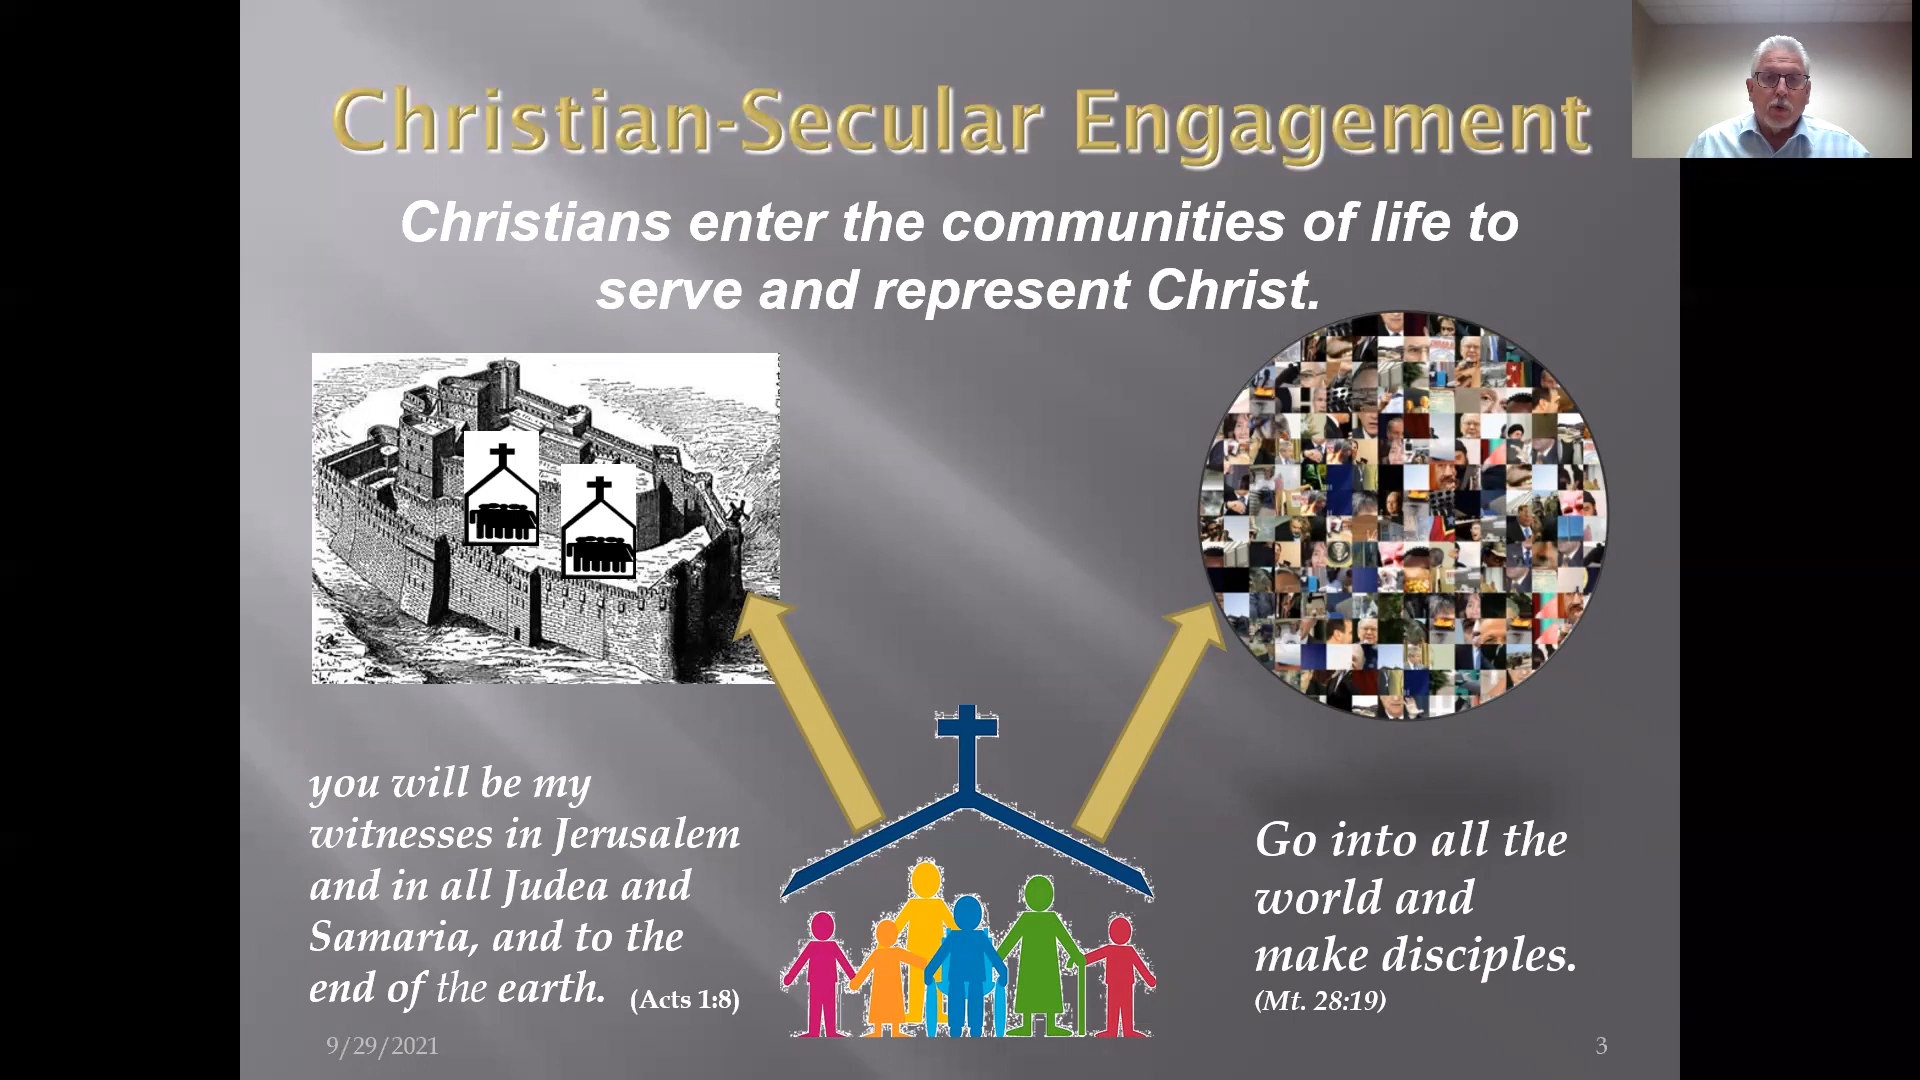 Christian-Secular Engagement
Christians enter the communities of life to
serve and represent Christ.
you will be my
witnesses in Jerusalem
and in all Judea and
Samaria, and to the
end of the earth. (Acts 1:8)
Go into all the
world and
make disciples.
(Mt. 28:19)
9/29/2021
3